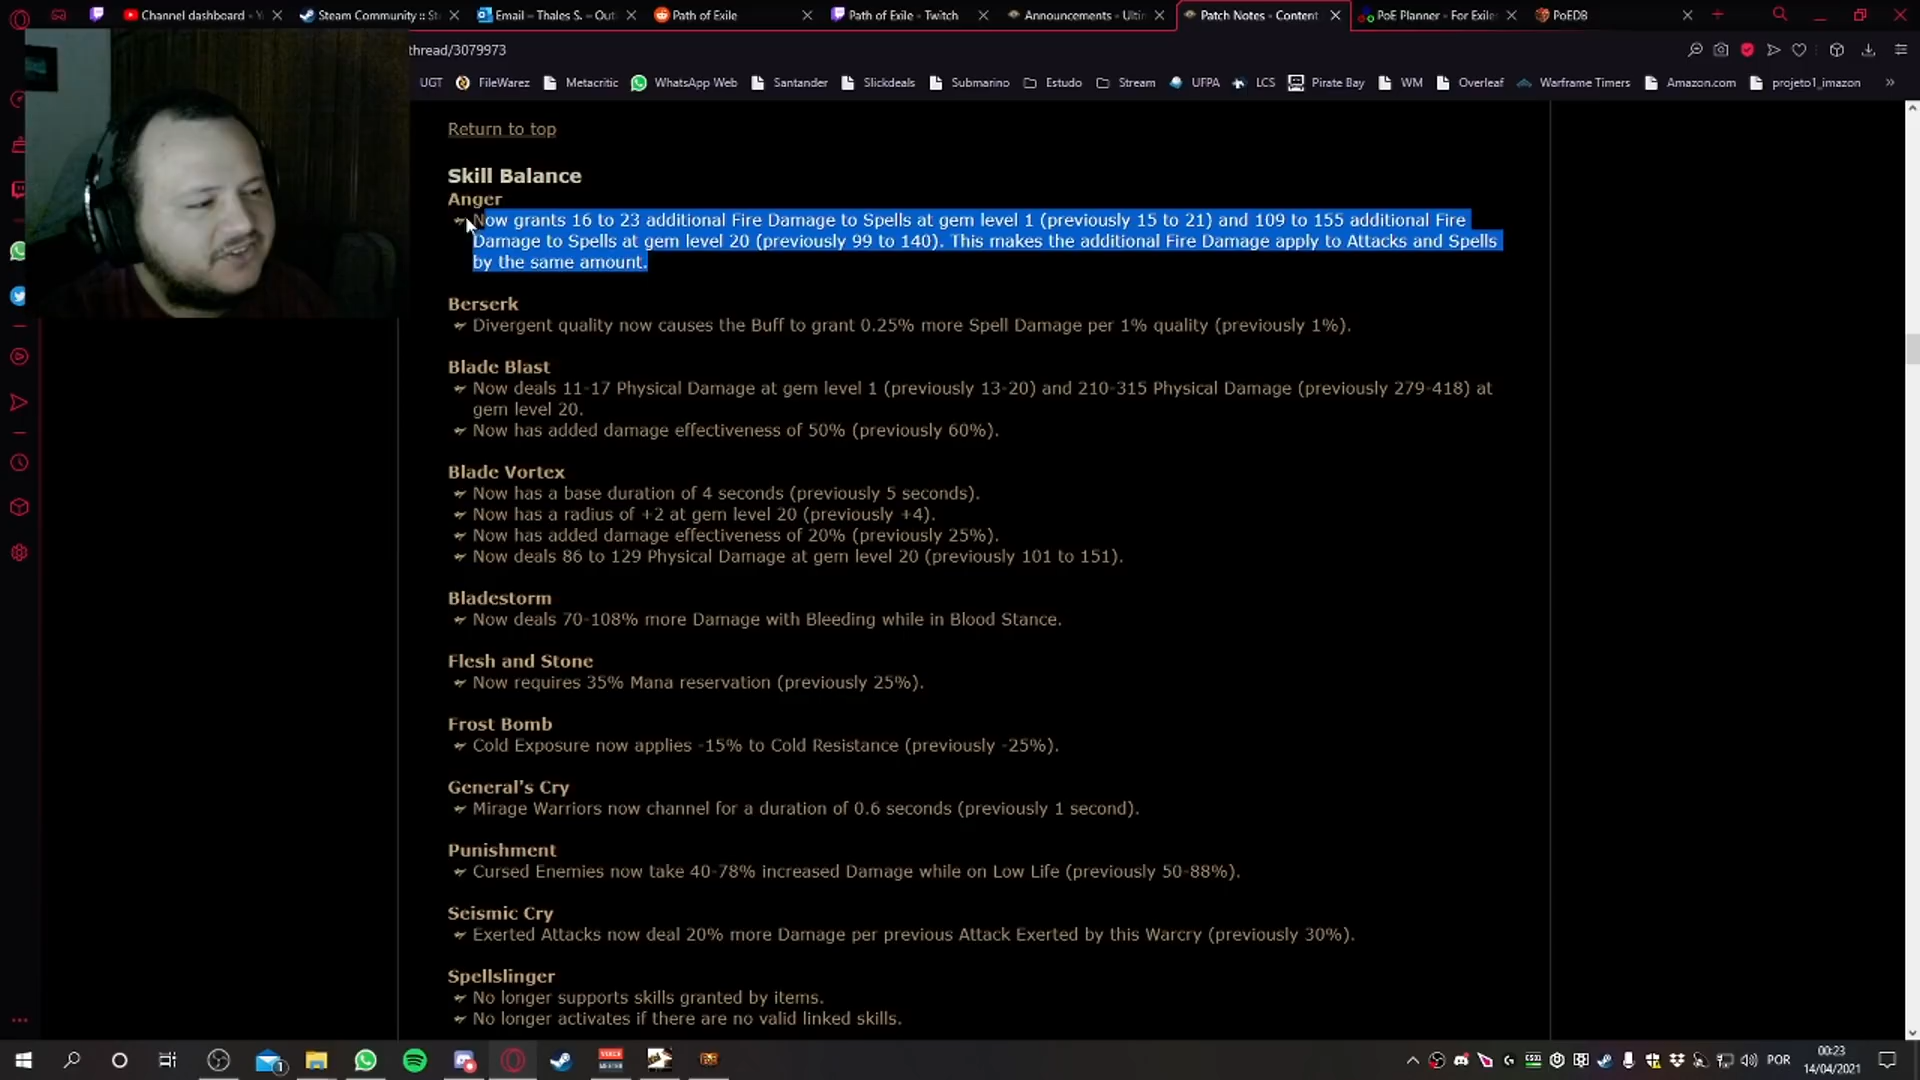 Channel dashboard - Y
Steam Community :: St
Email – Thales S. – Out
Path of Exile
Path of Exile - Twitch
Announcements - Ultim
Patch Notes - Content
PoE Planner - For Exile
PoEDB
thread/3079973
UGT
FileWarez
Metacritic
WhatsApp Web
Santander
Slickdeals
Submarino
Estudo
Stream
UFPA
LCS
Pirate Bay
WM
Overleaf
Warframe Timers
Amazon.com
projeto1_imazon
Return to top
Skill Balance
Anger
Now grants 16 to 23 additional Fire Damage to Spells at gem level 1 (previously 15 to 21) and 109 to 155 additional Fire
Damage to Spells at gem level 20 (previously 99 to 140). This makes the additional Fire Damage apply to Attacks and Spells
by the same amount.
Berserk
Divergent quality now causes the Buff to grant 0.25% more Spell Damage per 1% quality (previously 1%).
Blade Blast
Now deals 11-17 Physical Damage at gem level 1 (previously 13-20) and 210-315 Physical Damage (previously 279-418) at
gem level 20.
Now has added damage effectiveness of 50% (previously 60%).
Blade Vortex
Now has a base duration of 4 seconds (previously 5 seconds).
Now has a radius of +2 at gem level 20 (previously +4).
Now has added damage effectiveness of 20% (previously 25%).
Now deals 86 to 129 Physical Damage at gem level 20 (previously 101 to 151).
Bladestorm
Now deals 70-108% more Damage with Bleeding while in Blood Stance.
Flesh and Stone
Now requires 35% Mana reservation (previously 25%).
Frost Bomb
Cold Exposure now applies -15% to Cold Resistance (previously -25%).
General's Cry
Mirage Warriors now channel for a duration of 0.6 seconds (previously 1 second).
Punishment
Cursed Enemies now take 40-78% increased Damage while on Low Life (previously 50-88%).
Seismic Cry
Exerted Attacks now deal 20% more Damage per previous Attack Exerted by this Warcry (previously 30%).
Spellslinger
No longer supports skills granted by items.
No longer activates if there are no valid linked skills.
POR
00:23
14/04/2021